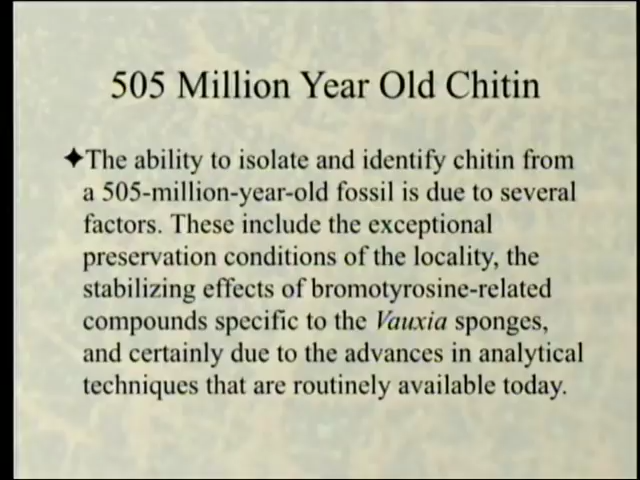 505 Million Year Old Chitin
✦The ability to isolate and identify chitin from
a 505-million-year-old fossil is due to several
factors. These include the exceptional
preservation conditions of the locality, the
stabilizing effects of bromotyrosine-related
compounds specific to the Vauxia sponges,
and certainly due to the advances in analytical
techniques that are routinely available today.